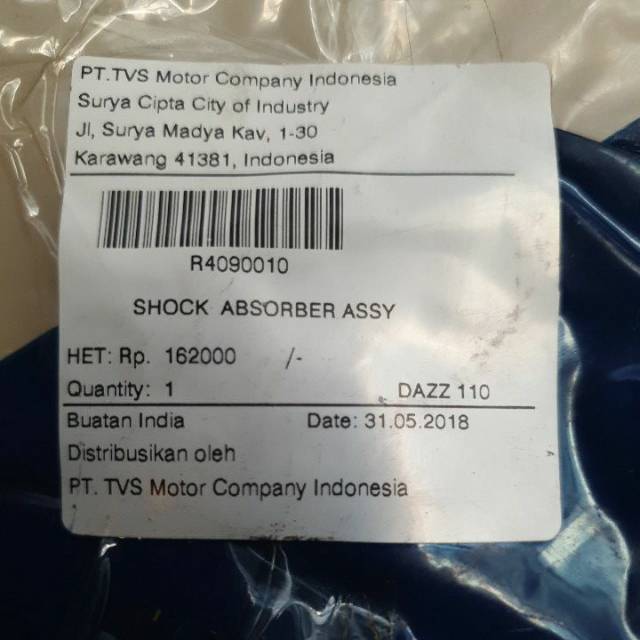 PT.TVS Motor Company Indonesia
Surya Cipta City of Industry
Jl, Surya Madya Kav, 1-30
Karawang 41381, Indonesia
R4090010
SHOCK ABSORBER ASSY
HET: Rp. 162000 /-
Quantity: 1 DAZZ 110
Buatan India Date: 31.05.2018
Distribusikan oleh
PT. TVS Motor Company Indonesia